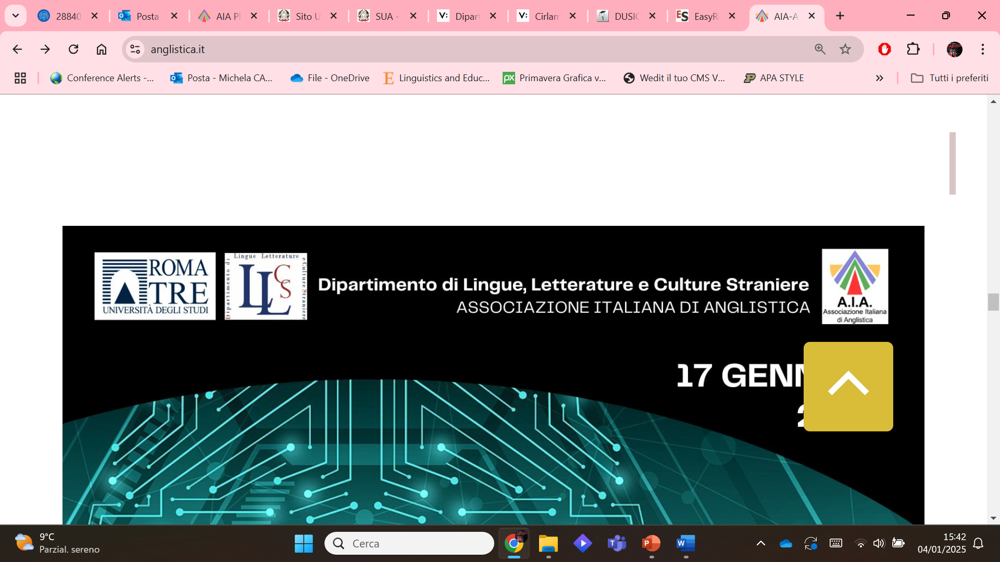 28840
Posta
AIA Pl
Sito U
SUA -
Dipart
Cirlam
DUSIC
EasyR
AIA-A
anglistica.it
Conference Alerts -...
Posta - Michela CA...
File - OneDrive
Linguistics and Educ...
Primavera Grafica v...
Wedit il tuo CMS V...
APA STYLE
Tutti i preferiti
ROMA
TRE
UNIVERSITÀ DEGLI STUDI
Dipartimento di Lingue Letterature e Culture Straniere
LLCS
Dipartimento di Lingue, Letterature e Culture Straniere
ASSOCIAZIONE ITALIANA DI ANGLISTICA
A.I.A.
Associazione Italiana
di Anglistica
17 GENN
2
9°C
Parzial. sereno
Cerca
15:42
04/01/2025